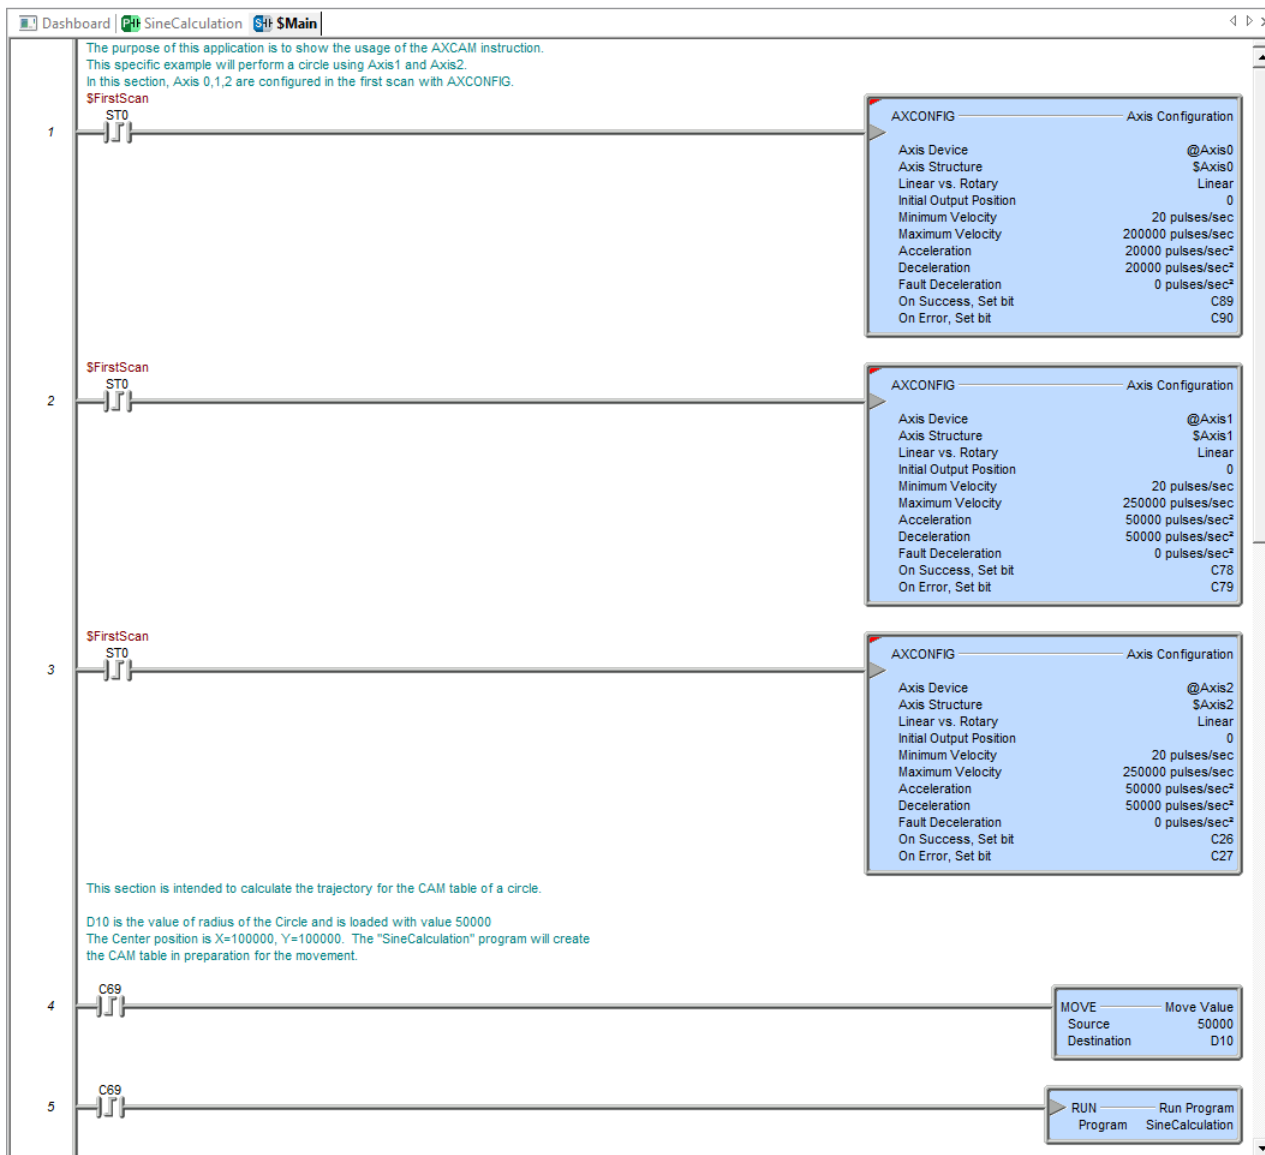 Dashboard SineCalculation $Main
The purpose of this application is to show the usage of the AXCAM instruction.
This specific example will perform a circle using Axis1 and Axis2.
In this section, Axis 0,1,2 are configured in the first scan with AXCONFIG.
$FirstScan
ST0
1
AXCONFIG Axis Configuration
Axis Device @Axis0
Axis Structure $Axis0
Linear vs. Rotary Linear
Initial Output Position 0
Minimum Velocity 20 pulses/sec
Maximum Velocity 200000 pulses/sec
Acceleration 20000 pulses/sec²
Deceleration 20000 pulses/sec²
Fault Deceleration 0 pulses/sec²
On Success, Set bit C89
On Error, Set bit C90
$FirstScan
ST0
2
AXCONFIG Axis Configuration
Axis Device @Axis1
Axis Structure $Axis1
Linear vs. Rotary Linear
Initial Output Position 0
Minimum Velocity 20 pulses/sec
Maximum Velocity 250000 pulses/sec
Acceleration 50000 pulses/sec²
Deceleration 50000 pulses/sec²
Fault Deceleration 0 pulses/sec²
On Success, Set bit C78
On Error, Set bit C79
$FirstScan
ST0
3
AXCONFIG Axis Configuration
Axis Device @Axis2
Axis Structure $Axis2
Linear vs. Rotary Linear
Initial Output Position 0
Minimum Velocity 20 pulses/sec
Maximum Velocity 250000 pulses/sec
Acceleration 50000 pulses/sec²
Deceleration 50000 pulses/sec²
Fault Deceleration 0 pulses/sec²
On Success, Set bit C26
On Error, Set bit C27
This section is intended to calculate the trajectory for the CAM table of a circle.
D10 is the value of radius of the Circle and is loaded with value 50000
The Center position is X=100000, Y=100000. The "SineCalculation" program will create
the CAM table in preparation for the movement.
C69
4
MOVE Move Value
Source 50000
Destination D10
C69
5
RUN Run Program
Program SineCalculation